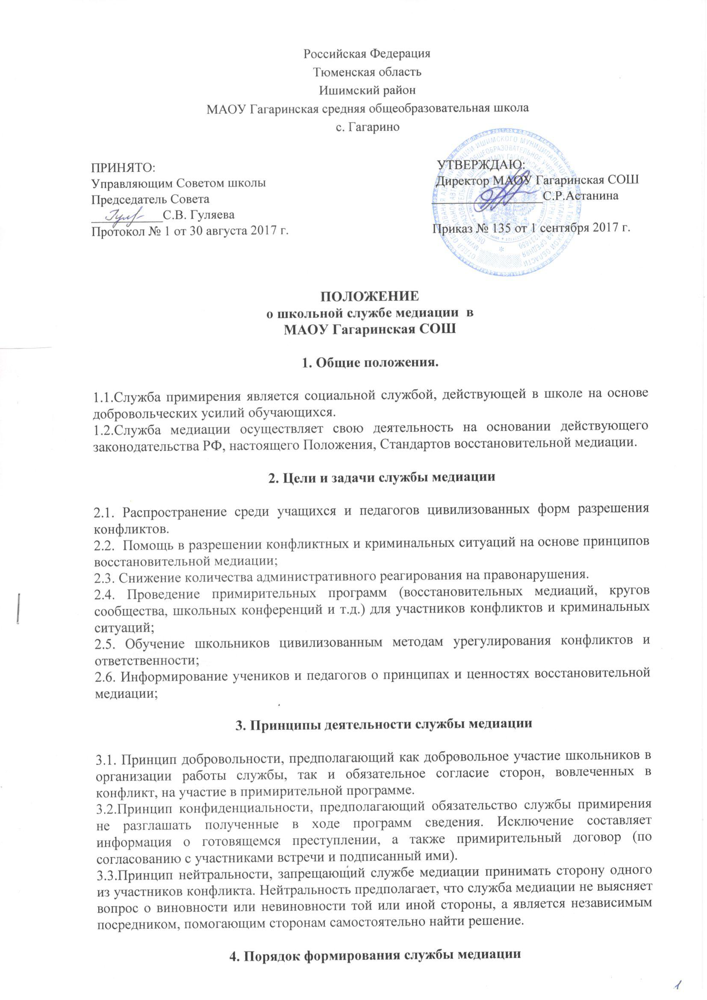 Российская Федерация
Тюменская область
Ишимский район
МАОУ Гагаринская средняя общеобразовательная школа
с. Гагарино
ПРИНЯТО:
Управляющим Советом школы
Председатель Совета
С.В. Гуляева
Протокол № 1 от 30 августа 2017 г.
УТВЕРЖДАЮ:
Директор МАОУ Гагаринская СОШ
С.Р.Астанина
Приказ № 135 от 1 сентября 2017 г.
ПОЛОЖЕНИЕ
о школьной службе медиации в
МАОУ Гагаринская СОШ
1. Общие положения.
1.1.Служба примирения является социальной службой, действующей в школе на основе
добровольческих усилий обучающихся.
1.2.Служба медиации осуществляет свою деятельность на основании действующего
законодательства РФ, настоящего Положения, Стандартов восстановительной медиации.
2. Цели и задачи службы медиации
2.1. Распространение среди учащихся и педагогов цивилизованных форм разрешения
конфликтов.
2.2. Помощь в разрешении конфликтных и криминальных ситуаций на основе принципов
восстановительной медиации;
2.3. Снижение количества административного реагирования на правонарушения.
2.4. Проведение примирительных программ (восстановительных медиаций, кругов
сообщества, школьных конференций и т.д.) для участников конфликтов и криминальных
ситуаций;
2.5. Обучение школьников цивилизованным методам урегулирования конфликтов и
ответственности;
2.6. Информирование учеников и педагогов о принципах и ценностях восстановительной
медиации;
3. Принципы деятельности службы медиации
3.1. Принцип добровольности, предполагающий как добровольное участие школьников в
организации работы службы, так и обязательное согласие сторон, вовлеченных в
конфликт, на участие в примирительной программе.
3.2.Принцип конфиденциальности, предполагающий обязательство службы примирения
не разглашать полученные в ходе программ сведения. Исключение составляет
информация о готовящемся преступлении, а также примирительный договор (по
согласованию с участниками встречи и подписанный ими).
3.3.Принцип нейтральности, запрещающий службе медиации принимать сторону одного
из участников конфликта. Нейтральность предполагает, что служба медиации не выясняет
вопрос о виновности или невиновности той или иной стороны, а является независимым
посредником, помогающим сторонам самостоятельно найти решение.
4. Порядок формирования службы медиации
1